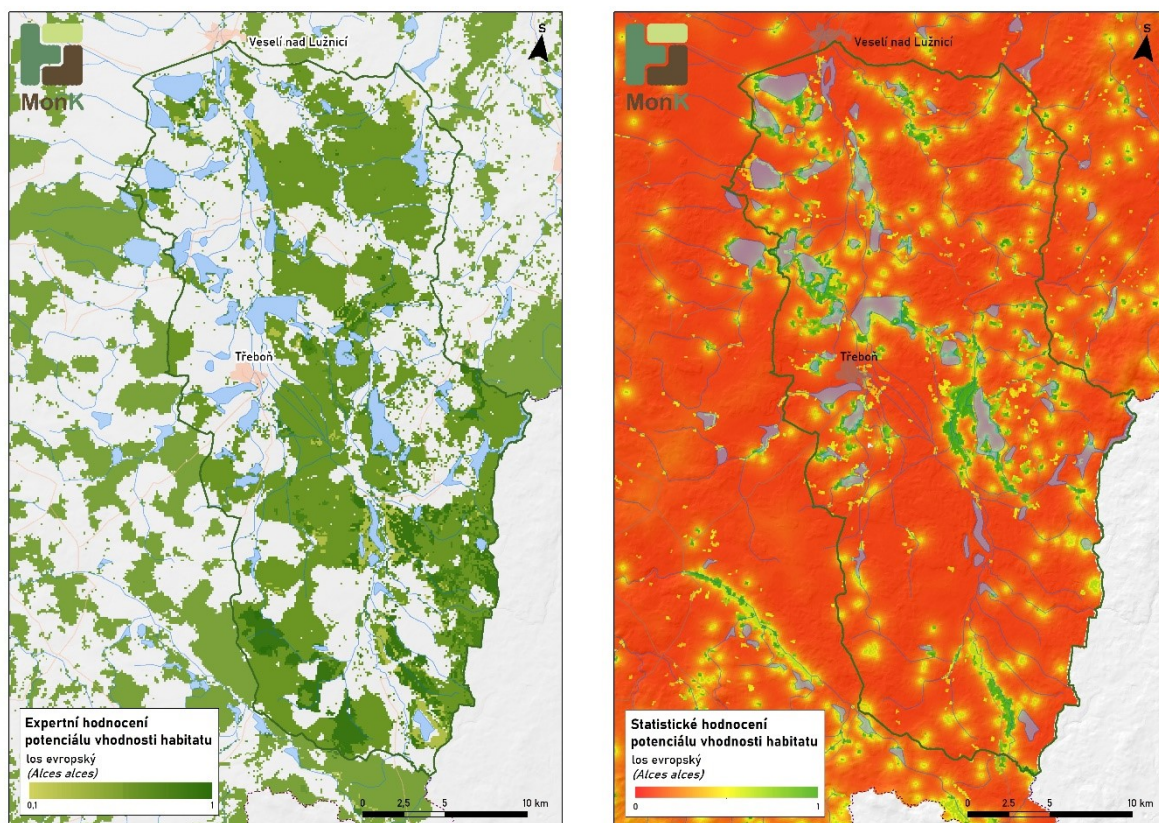 MonK
Veselí nad Lužnicí
S
Třeboň
Expertní hodnocení
potenciálu vhodnosti habitatu
los evropský
(Alces alces)
0,1
1
0
2,5
5
10 km
MonK
Veselí nad Lužnicí
S
Třeboň
Statistické hodnocení
potenciálu vhodnosti habitatu
los evropský
(Alces alces)
0
1
0
2,5
5
10 km